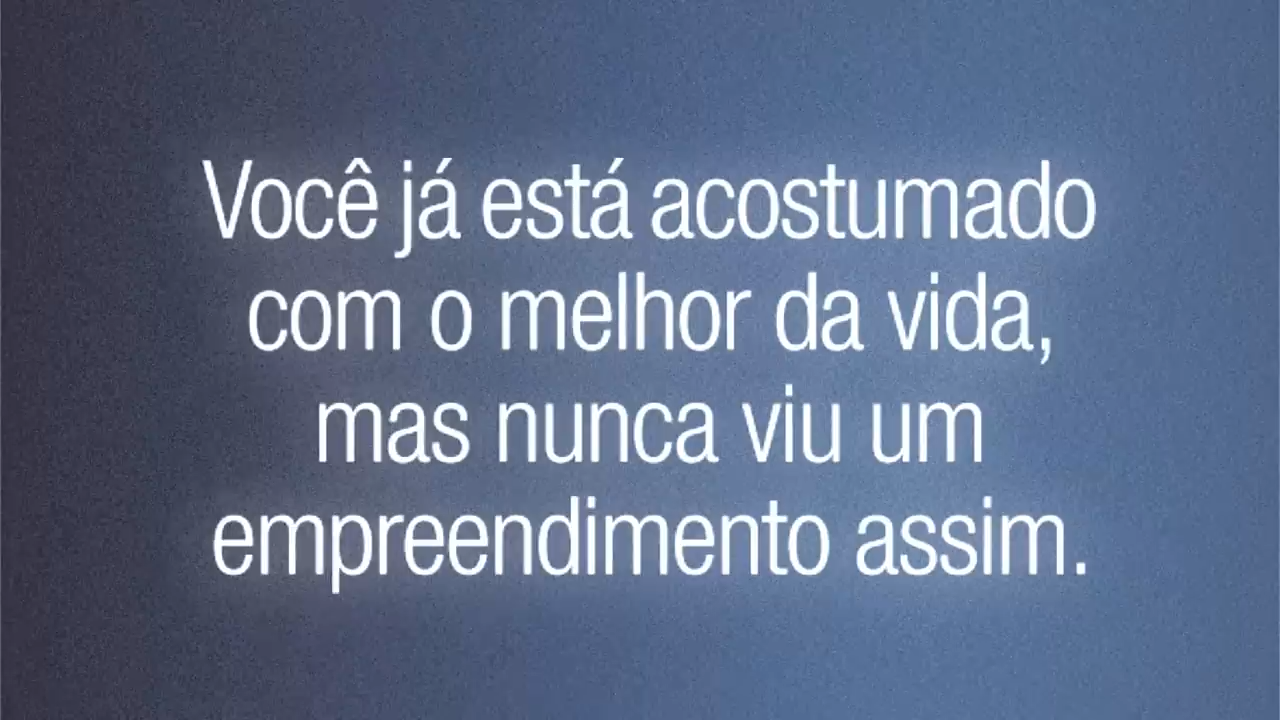 Você já está acostumado
com o melhor da vida,
mas nunca viu um
empreendimento assim.